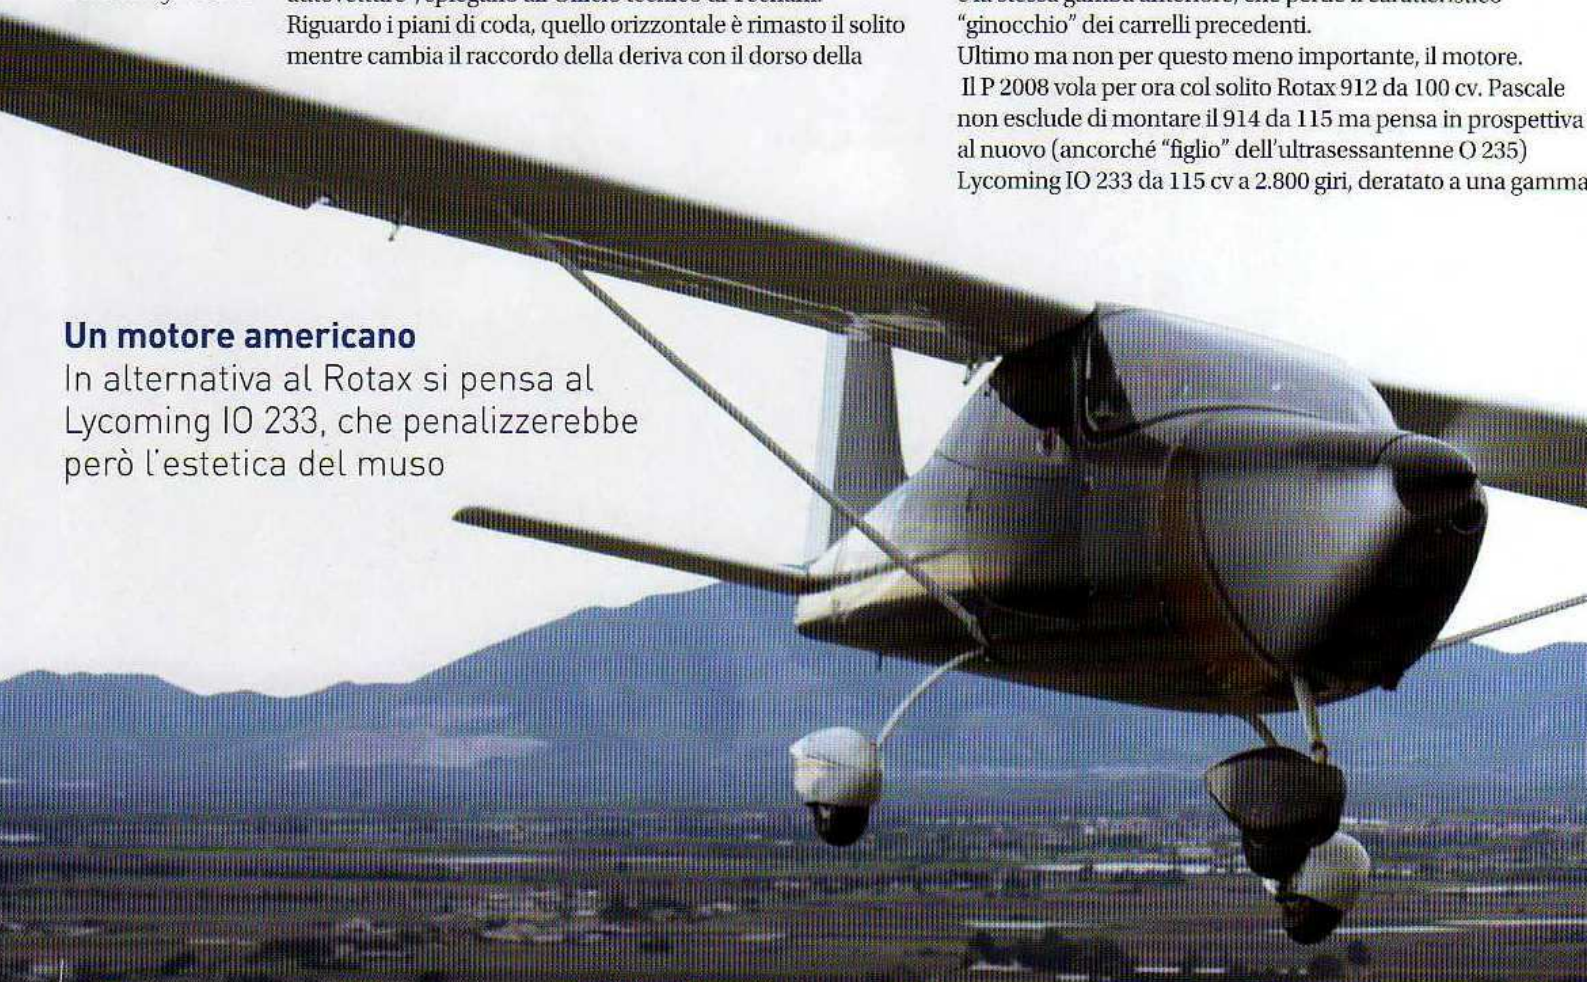 Riguardo i piani di coda, quello orizzontale è rimasto il solito
mentre cambia il raccordo della deriva con il dorso della
“ginocchio” dei carrelli precedenti.
Ultimo ma non per questo meno importante, il motore.
Il P 2008 vola per ora col solito Rotax 912 da 100 cv. Pascale
non esclude di montare il 914 da 115 ma pensa in prospettiva
al nuovo (ancorché “figlio” dell'ultrasessantenne O 235)
Lycoming IO 233 da 115 cv a 2.800 giri, deratato a una gamma
Un motore americano
In alternativa al Rotax si pensa al
Lycoming IO 233, che penalizzerebbe
però l'estetica del muso